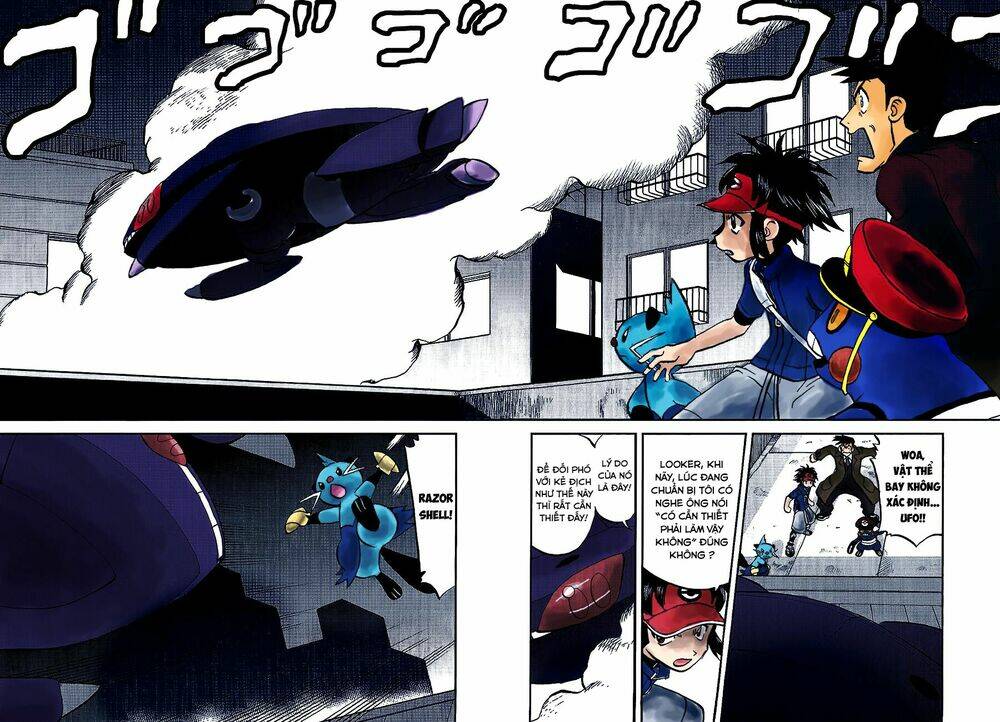 ゴゴゴゴゴゴ
WOA,
VẬT THỂ
BAY KHÔNG
XÁC ĐỊNH...
UFO!!
LOOKER, KHI
NÃY, LÚC ĐANG
CHUẨN BỊ TÔI CÓ
NGHE ÔNG NÓI
"CÓ CẦN THIẾT
PHẢI LÀM VẬY
KHÔNG" ĐÚNG
KHÔNG ?
LÝ DO
CỦA NÓ
LÀ ĐÂY!
ĐỂ ĐỐI PHÓ
VỚI KẺ ĐỊCH
NHƯ THẾ NÀY
THÌ RẤT CẦN
THIẾT ĐẤY!
RAZOR
SHELL!